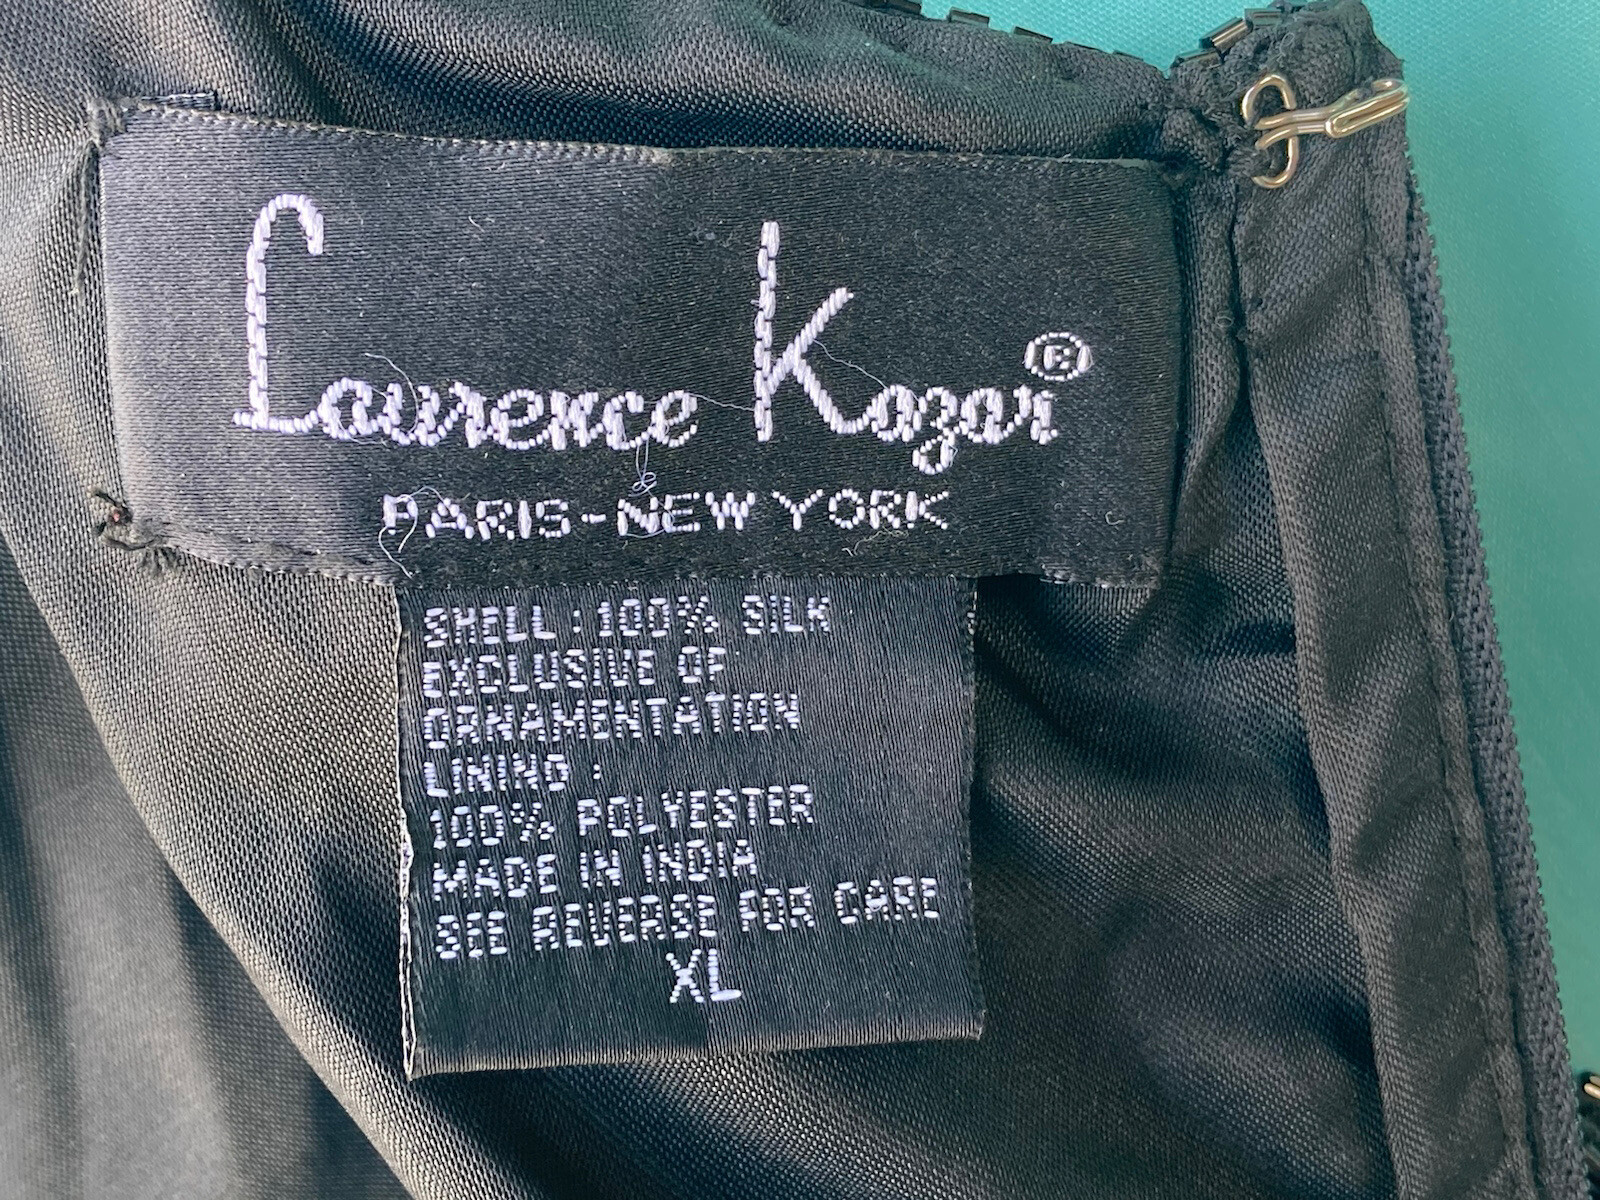 Laurence Kazar®
PARIS-NEW YORK
SHELL : 100% SILK
EXCLUSIVE OF
ORNAMENTATION
LINING :
100% POLYESTER
MADE IN INDIA
SEE REVERSE FOR CARE
XL